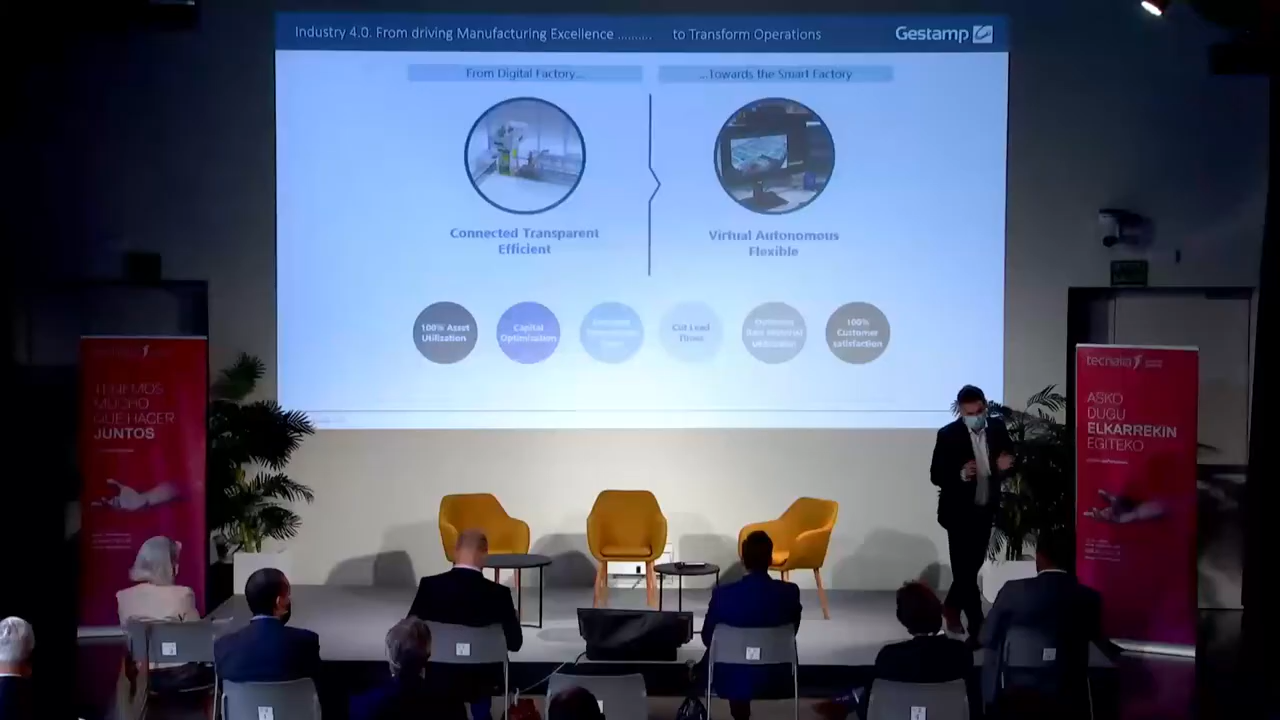 Industry 4.0. From driving Manufacturing Excellence .......... to Transform Operations
Gestamp
From Digital Factory...
...Towards the Smart Factory
Connected Transparent
Efficient
Virtual Autonomous
Flexible
100% Asset
Utilization
Capital
Optimisation
Cut Lead
Times
100%
Customer
satisfaction
TENEMOS
MUCHO
QUE HACER
JUNTOS
tecnalia
ASKO
DUGU
ELKARREKIN
EGITEKO